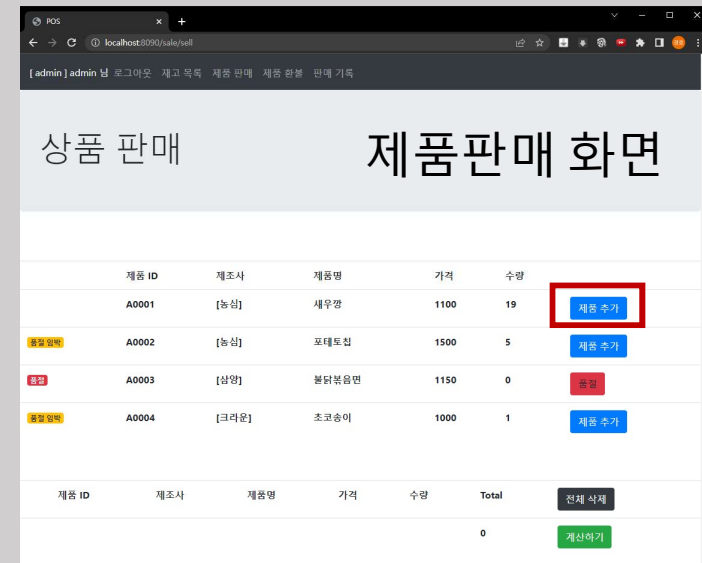 POS
localhost:8090/sale/sell
[ admin ] admin 님 로그아웃 재고 목록 제품 판매 제품 환불 판매 기록
상품 판매 제품판매 화면
제품 ID 제조사 제품명 가격 수량
A0001 [농심] 새우깡 1100 19 제품 추가
품절 임박 A0002 [농심] 포테토칩 1500 5 제품 추가
품절 A0003 [삼양] 불닭볶음면 1150 0 품절
품절 임박 A0004 [크라운] 초코송이 1000 1 제품 추가
제품 ID 제조사 제품명 가격 수량 Total 전체 삭제
0 계산하기